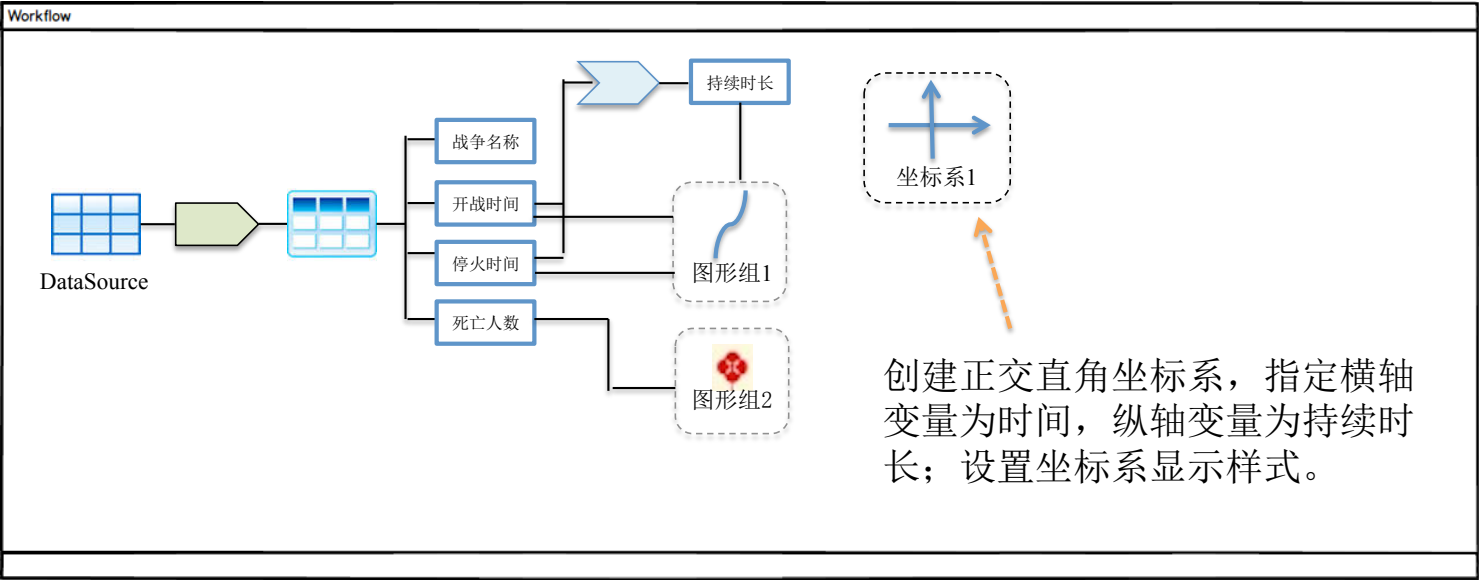 Workflow
持续时长
战争名称
坐标系1
开战时间
停火时间
图形组1
DataSource
死亡人数
图形组2
创建正交直角坐标系，指定横轴
变量为时间，纵轴变量为持续时
长；设置坐标系显示样式。